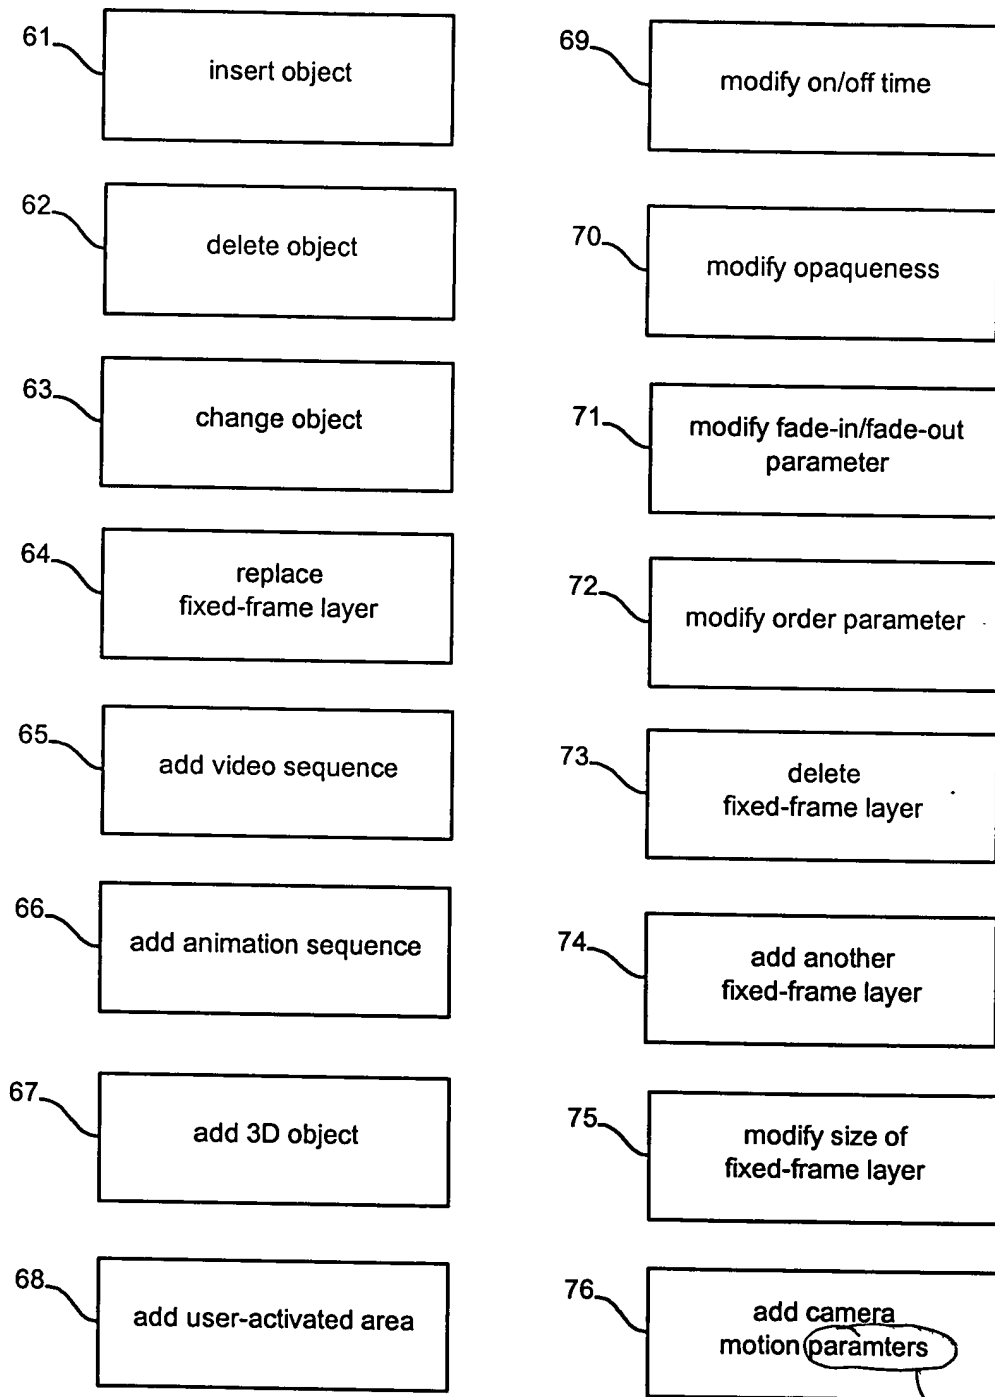 61
insert object
62
delete object
63
change object
64
replace
fixed-frame layer
65
add video sequence
66
add animation sequence
67
add 3D object
68
add user-activated area
69
modify on/off time
70
modify opaqueness
71
modify fade-in/fade-out
parameter
72
modify order parameter
73
delete
fixed-frame layer
74
add another
fixed-frame layer
75
modify size of
fixed-frame layer
76
add camera
motion paramters